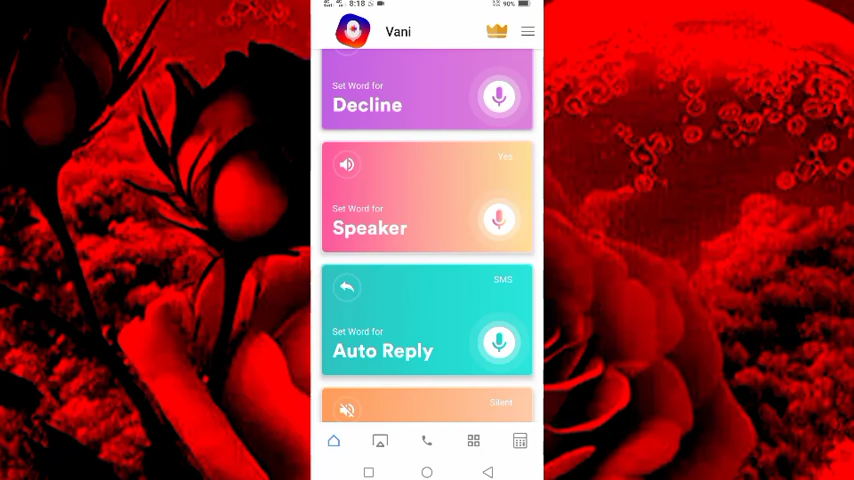 8:18
90%
Vani
Set Word for
Decline
Yes
Set Word for
Speaker
SMS
Set Word for
Auto Reply
Silent